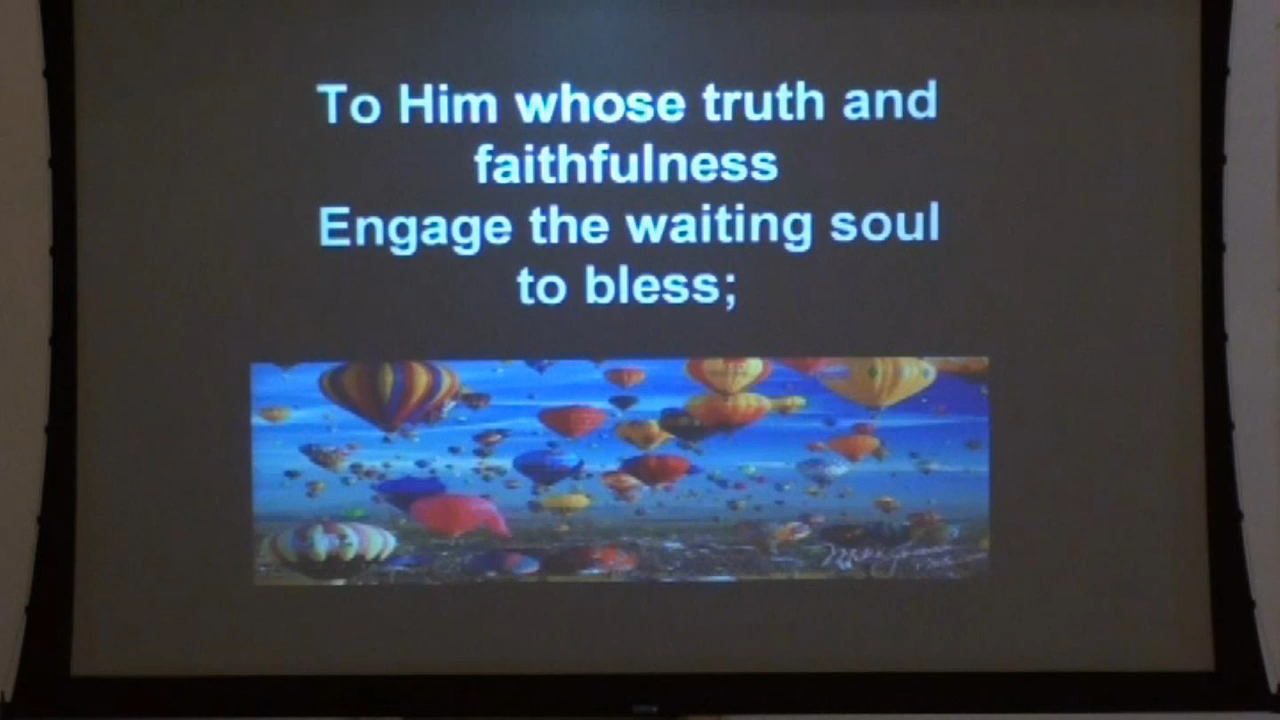 To Him whose truth and
faithfulness
Engage the waiting soul
to bless;